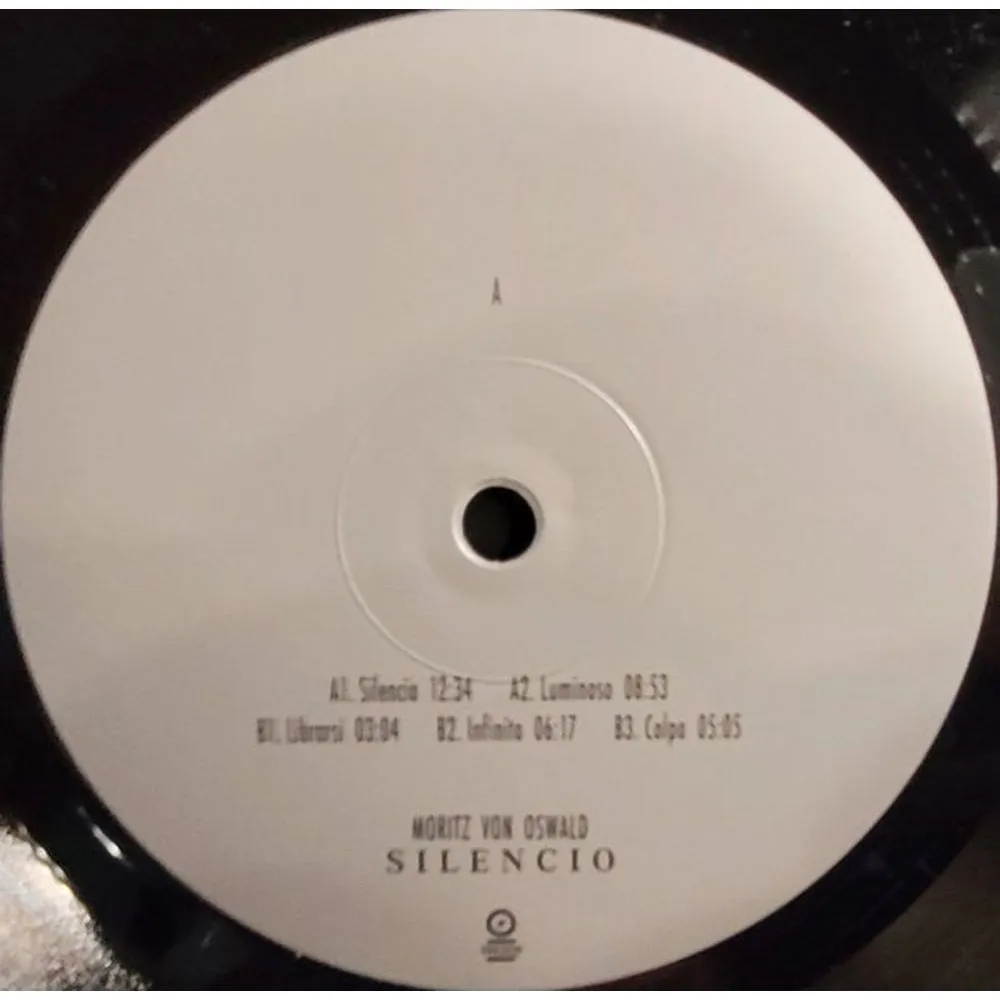 A
A1. Silencio 12:34 A2. Luminoso 08:53
B1. Librarsi 03:04 B2. Infinito 06:17 B3. Colpo 05:05
MORITZ VON OSWALD
SILENCIO